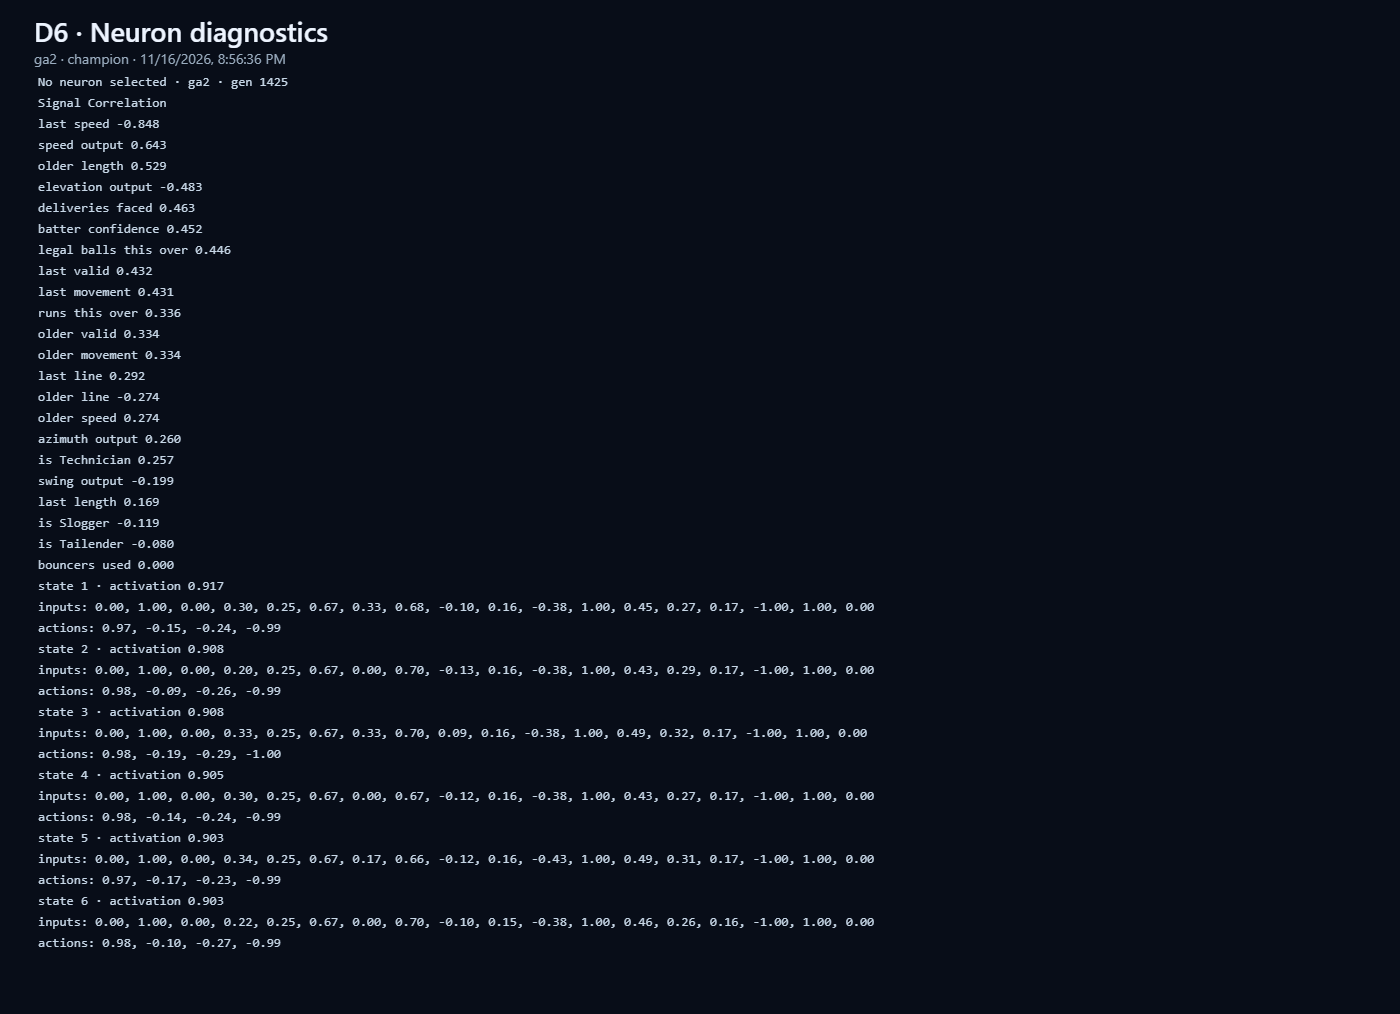 D6 · Neuron diagnostics
ga2 · champion · 11/16/2026, 8:56:36 PM
No neuron selected · ga2 · gen 1425
Signal Correlation
last speed -0.848
speed output 0.643
older length 0.529
elevation output -0.483
deliveries faced 0.463
batter confidence 0.452
legal balls this over 0.446
last valid 0.432
last movement 0.431
runs this over 0.336
older valid 0.334
older movement 0.334
last line 0.292
older line -0.274
older speed 0.274
azimuth output 0.260
is Technician 0.257
swing output -0.199
last length 0.169
is Slogger -0.119
is Tailender -0.080
bouncers used 0.000
state 1 · activation 0.917
inputs: 0.00, 1.00, 0.00, 0.30, 0.25, 0.67, 0.33, 0.68, -0.10, 0.16, -0.38, 1.00, 0.45, 0.27, 0.17, -1.00, 1.00, 0.00
actions: 0.97, -0.15, -0.24, -0.99
state 2 · activation 0.908
inputs: 0.00, 1.00, 0.00, 0.20, 0.25, 0.67, 0.00, 0.70, -0.13, 0.16, -0.38, 1.00, 0.43, 0.29, 0.17, -1.00, 1.00, 0.00
actions: 0.98, -0.09, -0.26, -0.99
state 3 · activation 0.908
inputs: 0.00, 1.00, 0.00, 0.33, 0.25, 0.67, 0.33, 0.70, 0.09, 0.16, -0.38, 1.00, 0.49, 0.32, 0.17, -1.00, 1.00, 0.00
actions: 0.98, -0.19, -0.29, -1.00
state 4 · activation 0.905
inputs: 0.00, 1.00, 0.00, 0.30, 0.25, 0.67, 0.00, 0.67, -0.12, 0.16, -0.38, 1.00, 0.43, 0.27, 0.17, -1.00, 1.00, 0.00
actions: 0.98, -0.14, -0.24, -0.99
state 5 · activation 0.903
inputs: 0.00, 1.00, 0.00, 0.34, 0.25, 0.67, 0.17, 0.66, -0.12, 0.16, -0.43, 1.00, 0.49, 0.31, 0.17, -1.00, 1.00, 0.00
actions: 0.97, -0.17, -0.23, -0.99
state 6 · activation 0.903
inputs: 0.00, 1.00, 0.00, 0.22, 0.25, 0.67, 0.00, 0.70, -0.10, 0.15, -0.38, 1.00, 0.46, 0.26, 0.16, -1.00, 1.00, 0.00
actions: 0.98, -0.10, -0.27, -0.99